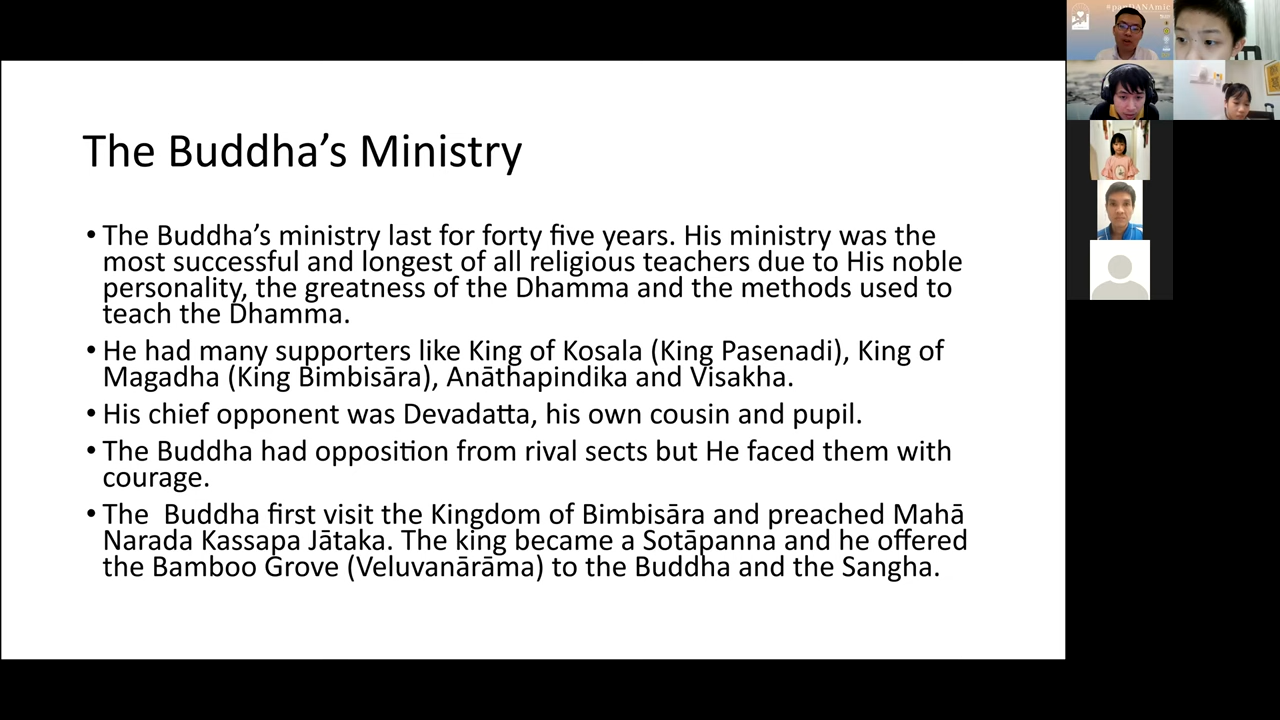 The Buddha’s Ministry
• The Buddha’s ministry last for forty five years. His ministry was the
most successful and longest of all religious teachers due to His noble
personality, the greatness of the Dhamma and the methods used to
teach the Dhamma.
• He had many supporters like King of Kosala (King Pasenadi), King of
Magadha (King Bimbisāra), Anāthapindika and Visakha.
• His chief opponent was Devadatta, his own cousin and pupil.
• The Buddha had opposition from rival sects but He faced them with
courage.
• The  Buddha first visit the Kingdom of Bimbisāra and preached Mahā
Narada Kassapa Jātaka. The king became a Sotāpanna and he offered
the Bamboo Grove (Veluvanārāma) to the Buddha and the Sangha.